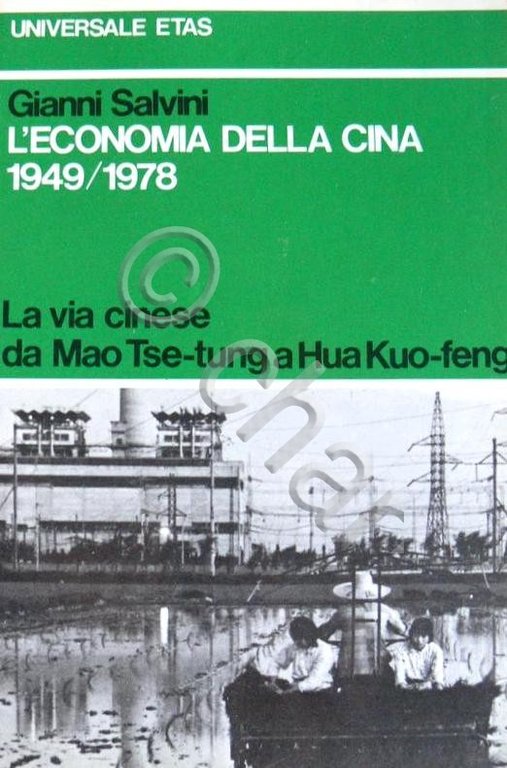 UNIVERSALE ETAS
Gianni Salvini
L'ECONOMIA DELLA CINA
1949/1978
La via cinese
da Mao Tse-tung a Hua Kuo-feng
© char